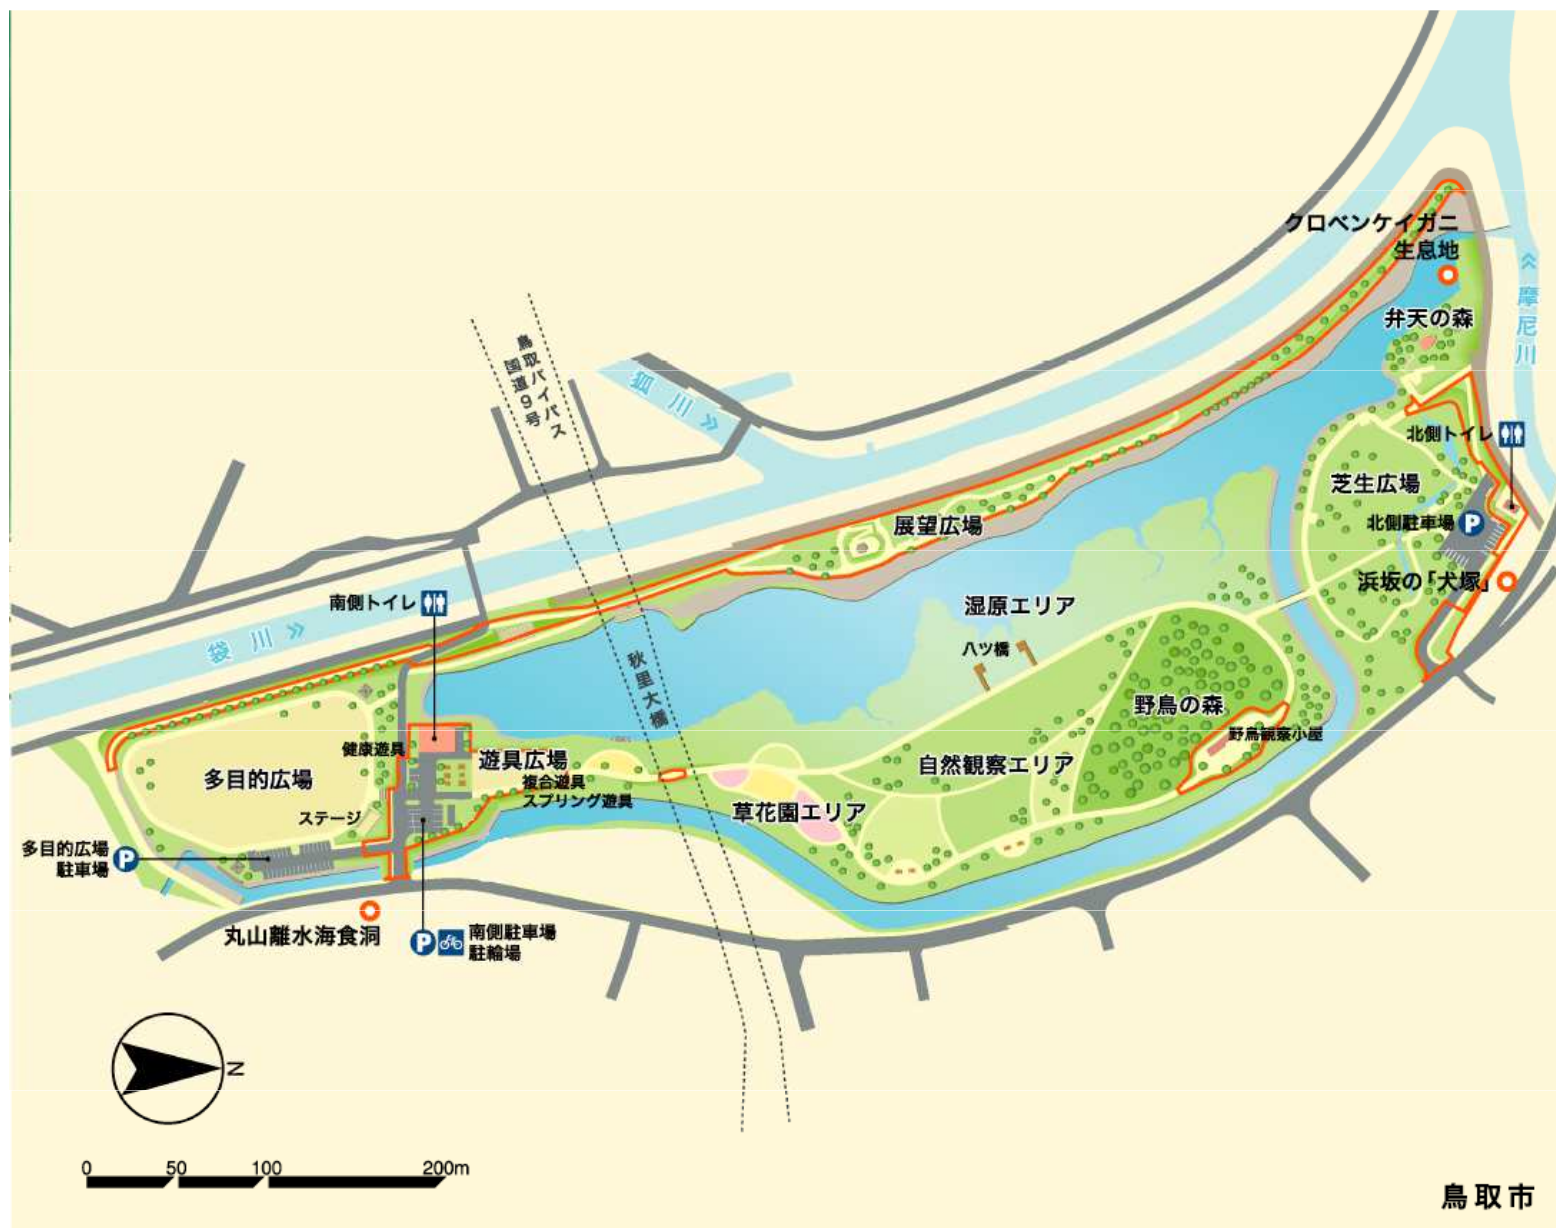 クロベンケイガニ
生息地
弁天の森
摩尼川
鳥取バイパス
国道9号
狐川
北側トイレ
芝生広場
北側駐車場
P
展望広場
浜坂の「犬塚」
南側トイレ
湿原エリア
袋川
八ツ橋
秋里大橋
野鳥の森
野鳥観察小屋
健康遊具
遊具広場
複合遊具
スプリング遊具
自然観察エリア
多目的広場
草花園エリア
ステージ
多目的広場
駐車場
P
丸山離水海食洞
P
南側駐車場
駐輪場
N
0 50 100 200m
鳥取市